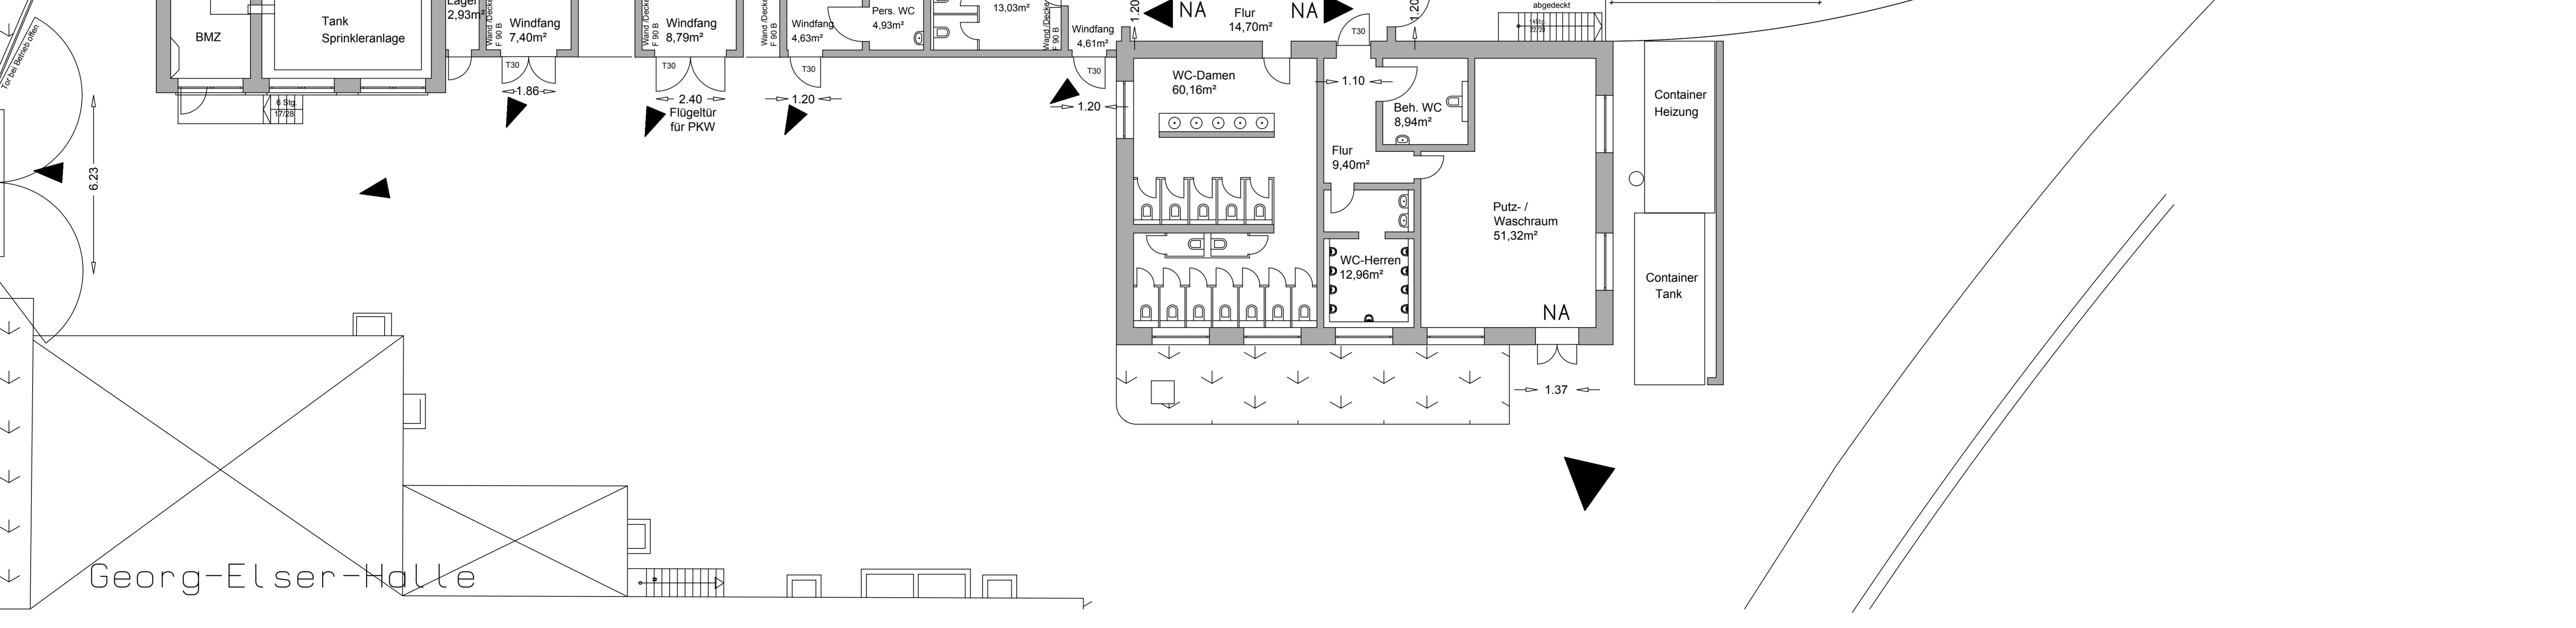 Tor bei Betrieb offen
6.23
BMZ
Tank
Sprinkleranlage
6 Stg.
17/28
Lager
2,93m²
Wand /Decke
F 90 B
Windfang
7,40m²
T30
1.86
Wand /Decke
F 90 B
Windfang
8,79m²
T30
2.40
Flügeltür
für PKW
Wand /Decke
F 90 B
Windfang
4,63m²
T30
1.20
Pers. WC
4,93m²
13,03m²
Wand /Decke
F 90 B
Windfang
4,61m²
T30
1.20
1.20
NA
Flur
14,70m²
NA
T30
1.20
abgedeckt
WC-Damen
60,16m²
1.10
Beh. WC
8,94m²
Flur
9,40m²
WC-Herren
12,96m²
Putz- /
Waschraum
51,32m²
NA
1.37
Container
Heizung
Container
Tank
Georg-Elser-Halle